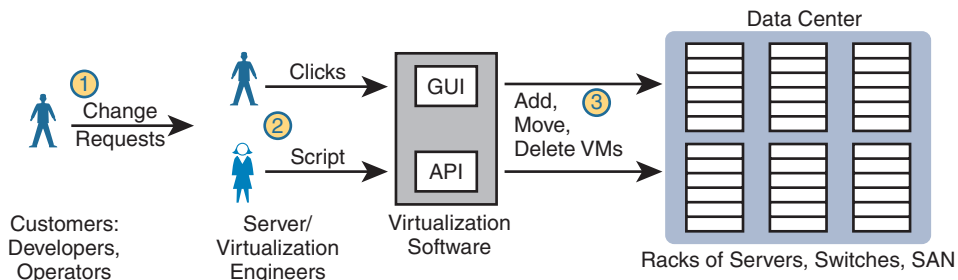 1
Change
Requests
Customers:
Developers,
Operators
2
Clicks
Script
Server/
Virtualization
Engineers
GUI
API
Virtualization
Software
3
Add,
Move,
Delete VMs
Data Center
Racks of Servers, Switches, SAN